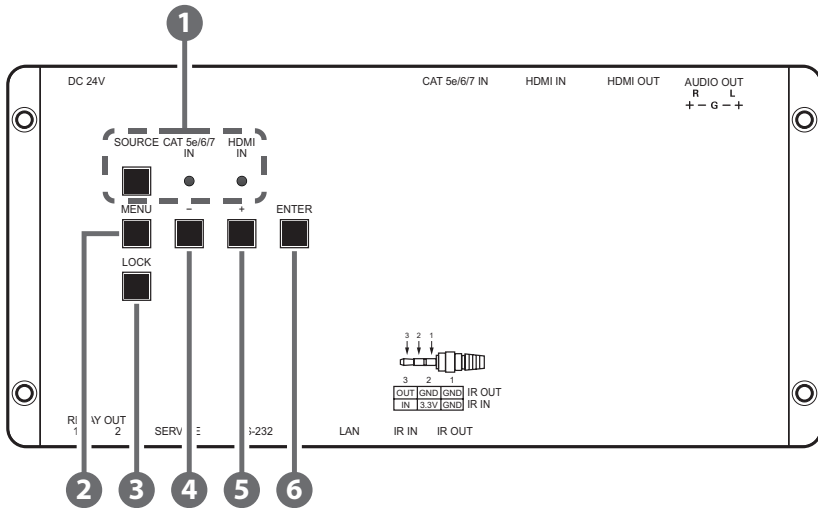 1
DC 24V CAT 5e/6/7 IN HDMI IN HDMI OUT AUDIO OUT
R L
+ − G − +
SOURCE CAT 5e/6/7 IN HDMI IN
MENU − + ENTER
LOCK
3 2 1
3 2 1
OUT GND GND IR OUT
IN 3.3V GND IR IN
OUT
2 LAN IR IN IR OUT
2 3 4 5 6